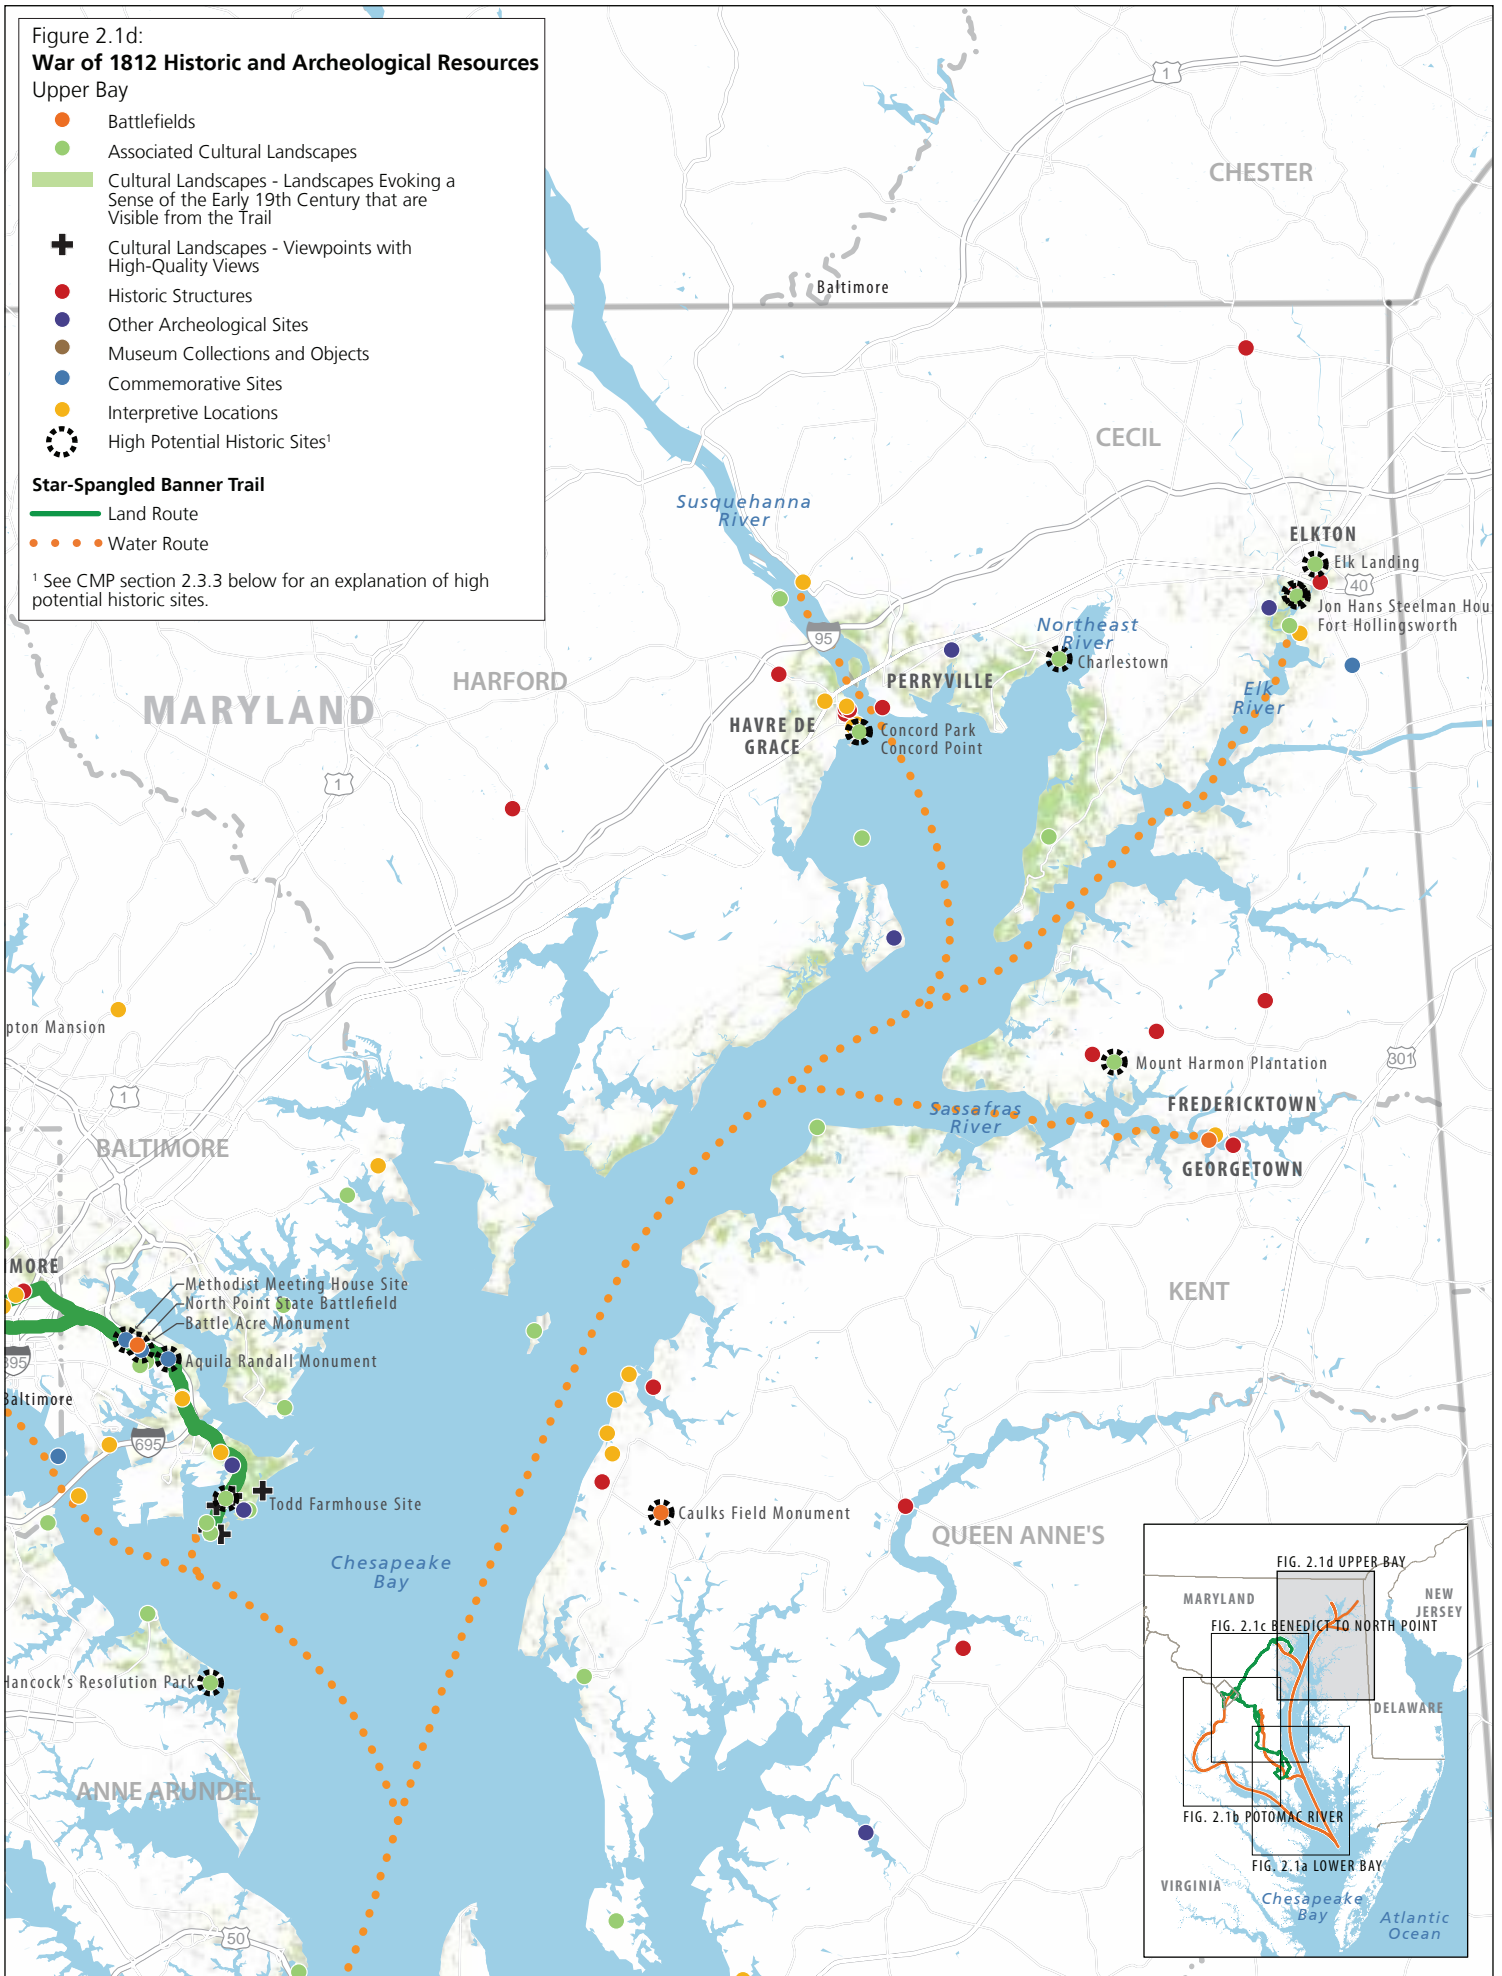 Figure 2.1d:
War of 1812 Historic and Archeological Resources
Upper Bay
Battlefields
Associated Cultural Landscapes
Cultural Landscapes - Landscapes Evoking a
Sense of the Early 19th Century that are
Visible from the Trail
Cultural Landscapes - Viewpoints with
High-Quality Views
Historic Structures
Other Archeological Sites
Museum Collections and Objects
Commemorative Sites
Interpretive Locations
High Potential Historic Sites1
Star-Spangled Banner Trail
Land Route
Water Route
1 See CMP section 2.3.3 below for an explanation of high
potential historic sites.
1
CHESTER
Baltimore
CECIL
Susquehanna
River
ELKTON
Elk Landing
40
Jon Hans Steelman Hou
Fort Hollingsworth
95
Northeast
River
Charlestown
HARFORD
PERRYVILLE
MARYLAND
Elk
River
HAVRE DE
GRACE
Concord Park
Concord Point
1
pton Mansion
Mount Harmon Plantation
301
1
Sassafras
River
FREDERICKTOWN
BALTIMORE
GEORGETOWN
IMORE
Methodist Meeting House Site
North Point State Battlefield
Battle Acre Monument
Aquila Randall Monument
KENT
395
Baltimore
695
Todd Farmhouse Site
Caulks Field Monument
QUEEN ANNE'S
Chesapeake
Bay
Hancock's Resolution Park
ANNE ARUNDEL
50
FIG. 2.1d UPPER BAY
MARYLAND
NEW
JERSEY
FIG. 2.1c BENEDICT TO NORTH POINT
DELAWARE
FIG. 2.1b POTOMAC RIVER
FIG. 2.1a LOWER BAY
VIRGINIA
Chesapeake
Bay
Atlantic
Ocean